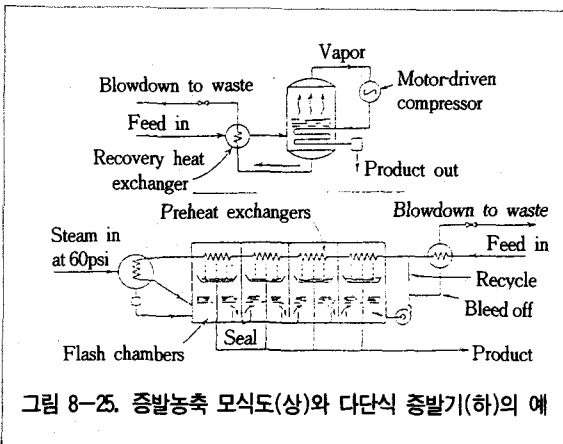 Vapor
Blowdown to waste
Motor-driven
compressor
Feed in
Recovery heat
exchanger
Product out
Preheat exchangers
Blowdown to waste
Steam in
at 60psi
Feed in
Recycle
Bleed off
Seal
Flash chambers
Product
그림 8-25. 증발농축 모식도(상)와 다단식 증발기(하)의 예